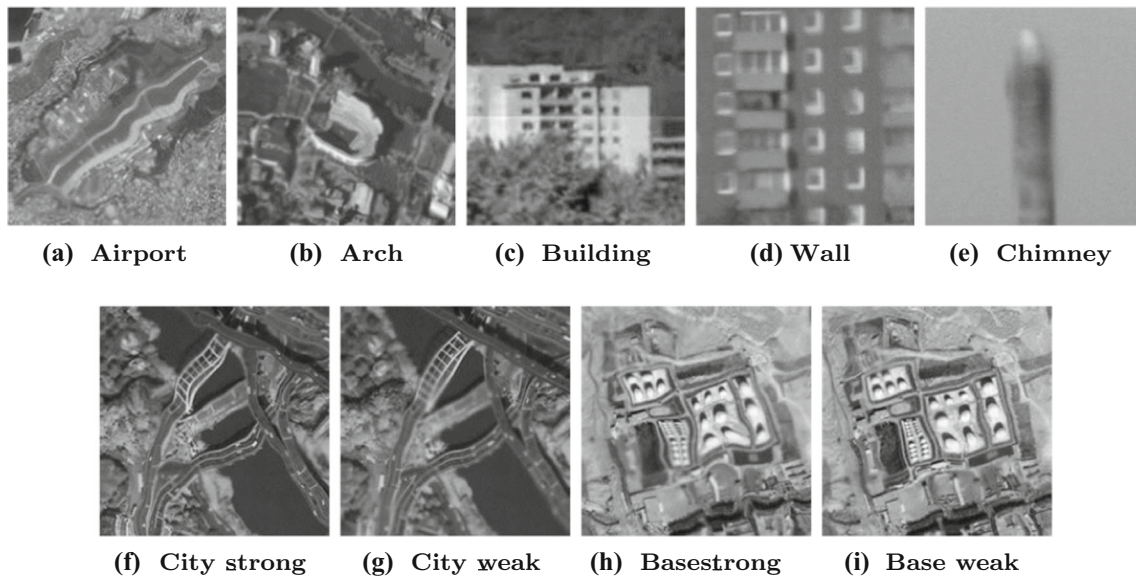 (a) Airport (b) Arch (c) Building (d) Wall (e) Chimney
(f) City strong (g) City weak (h) Basestrong (i) Base weak